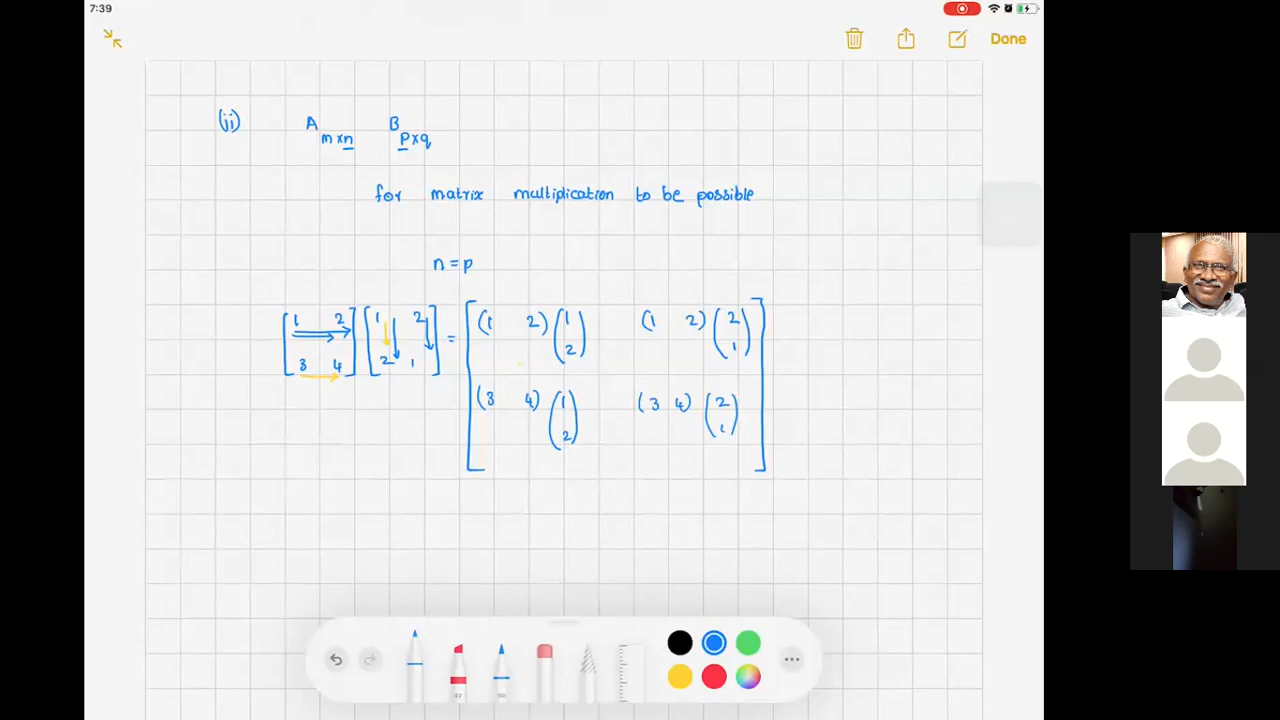 7:39
Done
(ii) A m×n B p×q
for matrix multiplication to be possible
n = p
[1 2 [1 2 = [(1 2) (1 (1 2) (2
3 4] 2 1] 2) 1)
(3 4) (1 (3 4) (2
2) 1)]